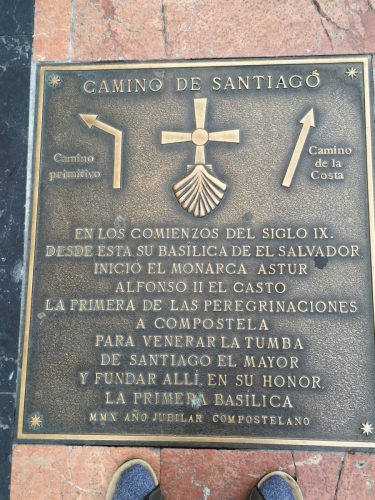 CAMINO DE SANTIAGO
Camino
primitivo
Camino
de la
Costa
EN LOS COMIENZOS DEL SIGLO IX.
DESDE ESTA SU BASÍLICA DE EL SALVADOR
INICIÓ EL MONARCA ASTUR
ALFONSO II EL CASTO
LA PRIMERA DE LAS PEREGRINACIONES
A COMPOSTELA
PARA VENERAR LA TUMBA
DE SANTIAGO EL MAYOR
Y FUNDAR ALLÍ, EN SU HONOR,
LA PRIMERA BASÍLICA
MMX AÑO JUBILAR COMPOSTELANO